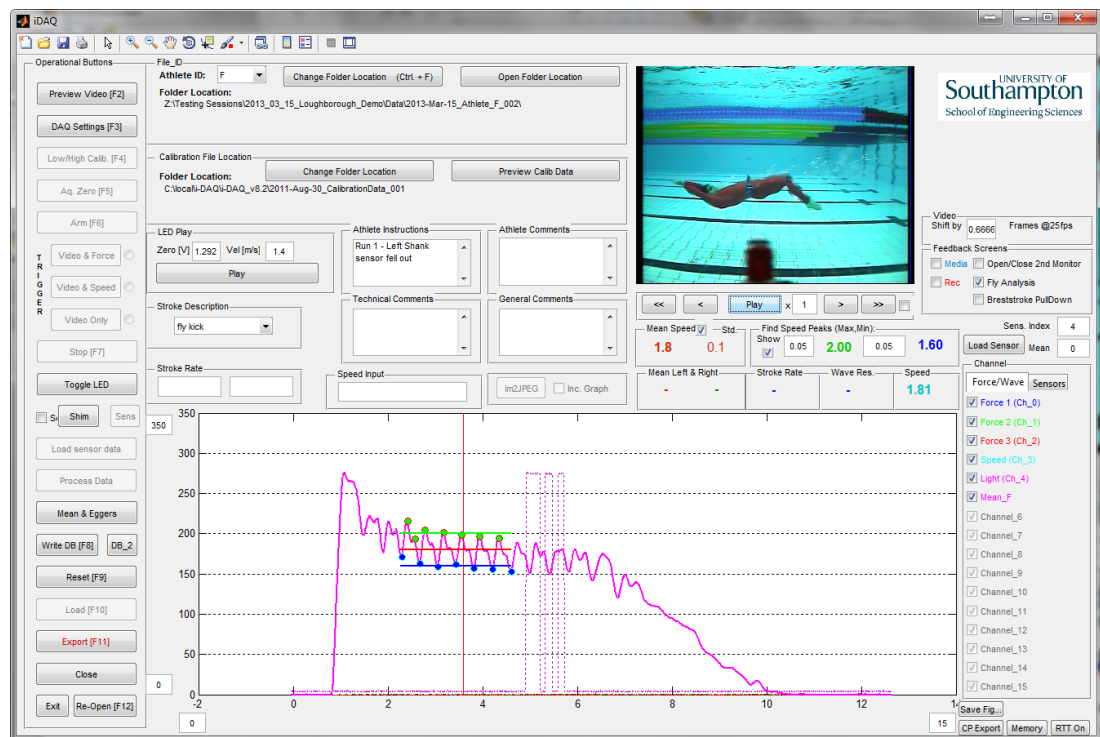 iDAQ
Operational Buttons
Preview Video [F2]
DAQ Settings [F3]
Low/High Calib. [F4]
Aq. Zero [F5]
Arm [F6]
TRIGGER
Video & Force
Video & Speed
Video Only
Stop [F7]
Toggle LED
Shim
Sens
Load sensor data
Process Data
Mean & Eggers
Write DB [F8]
DB_2
Reset [F9]
Load [F10]
Export [F11]
Close
Exit
Re-Open [F12]
File_ID
Athlete ID:
F
Change Folder Location (Ctrl. + F)
Open Folder Location
Folder Location:
Z:\Testing Sessions\2013_03_15_Loughborough_Demo\Data\2013-Mar-15_Athlete_F_002\
Calibration File Location
Change Folder Location
Preview Calib Data
Folder Location:
C:\local\i-DAQ\i-DAQ_v8.2\2011-Aug-30_CalibrationData_001
LED Play
Zero [V]
1.292
Vel [m/s]
1.4
Play
Athlete Instructions
Run 1 - Left Shank
sensor fell out
Athlete Comments
Stroke Description
fly kick
Technical Comments
General Comments
Stroke Rate
Speed Input
Im2JPEG
Inc. Graph
UNIVERSITY OF
Southampton
School of Engineering Sciences
Video
Shift by
0.6666
Frames @25fps
Feedback Screens
Media
Open/Close 2nd Monitor
Rec
Fly Analysis
Breststroke PullDown
<<
<
Play
x
1
>
>>
Mean Speed
Std.
1.8
0.1
Find Speed Peaks (Max,Min):
Show
0.05
2.00
0.05
1.60
Mean Left & Right
-
-
Stroke Rate
-
Wave Res.
-
Speed
1.81
Sens. Index
4
Load Sensor
Mean
0
Channel
Force/Wave
Sensors
Force 1 (Ch_0)
Force 2 (Ch_1)
Force 3 (Ch_2)
Speed (Ch_3)
Light (Ch_4)
Mean_F
Channel_6
Channel_7
Channel_8
Channel_9
Channel_10
Channel_11
Channel_12
Channel_13
Channel_14
Channel_15
Save Fig...
CP Export
Memory
RTT On
350
350
300
250
200
150
100
50
0
0
-2
0
2
4
6
8
10
12
0
15